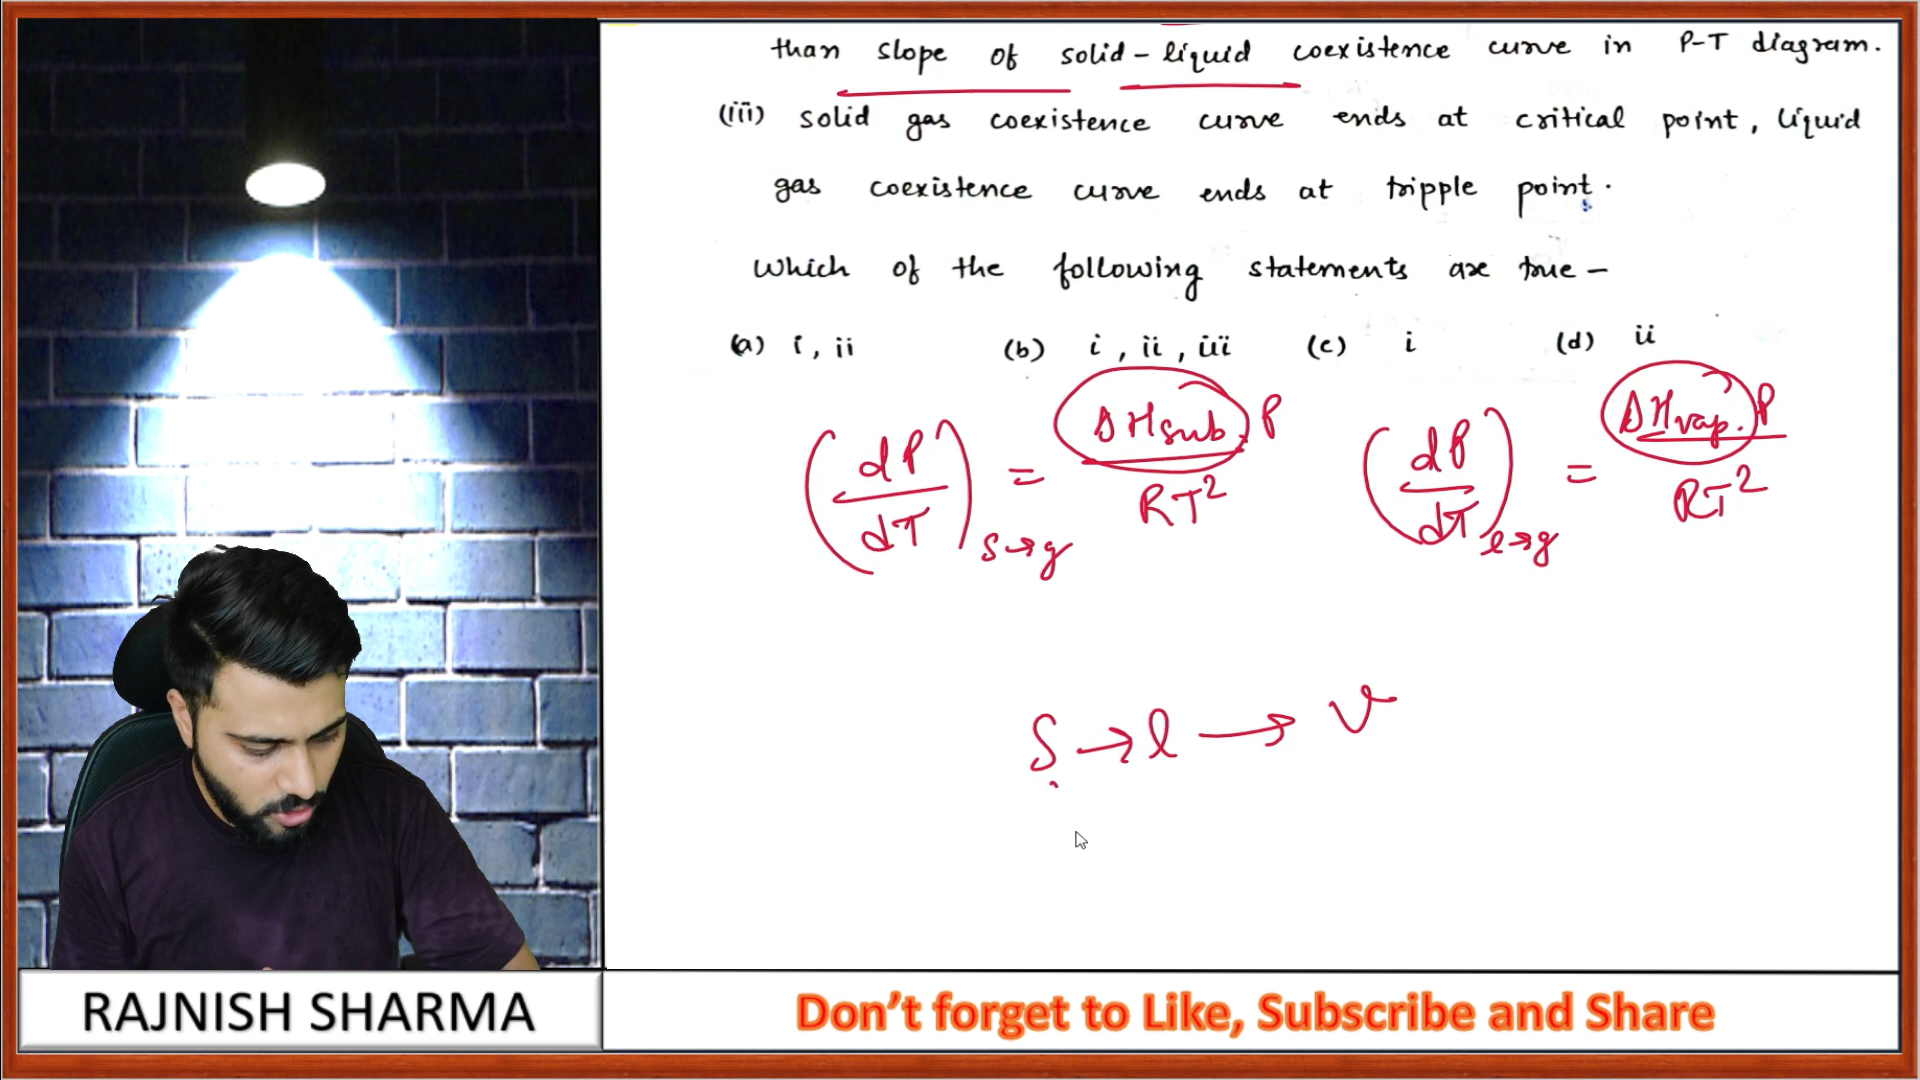 than slope of solid - liquid coexistence curve in P-T diagram.
(iii) solid gas coexistence curve ends at critical point, liquid
gas coexistence curve ends at tripple point.
Which of the following statements are true -
(a) i, ii (b) i, ii, iii (c) i (d) ii
(dP/dT)s→g = ΔHsub. P / RT² (dP/dT)l→g = ΔHvap. P / RT²
S → l → v
RAJNISH SHARMA
Don't forget to Like, Subscribe and Share